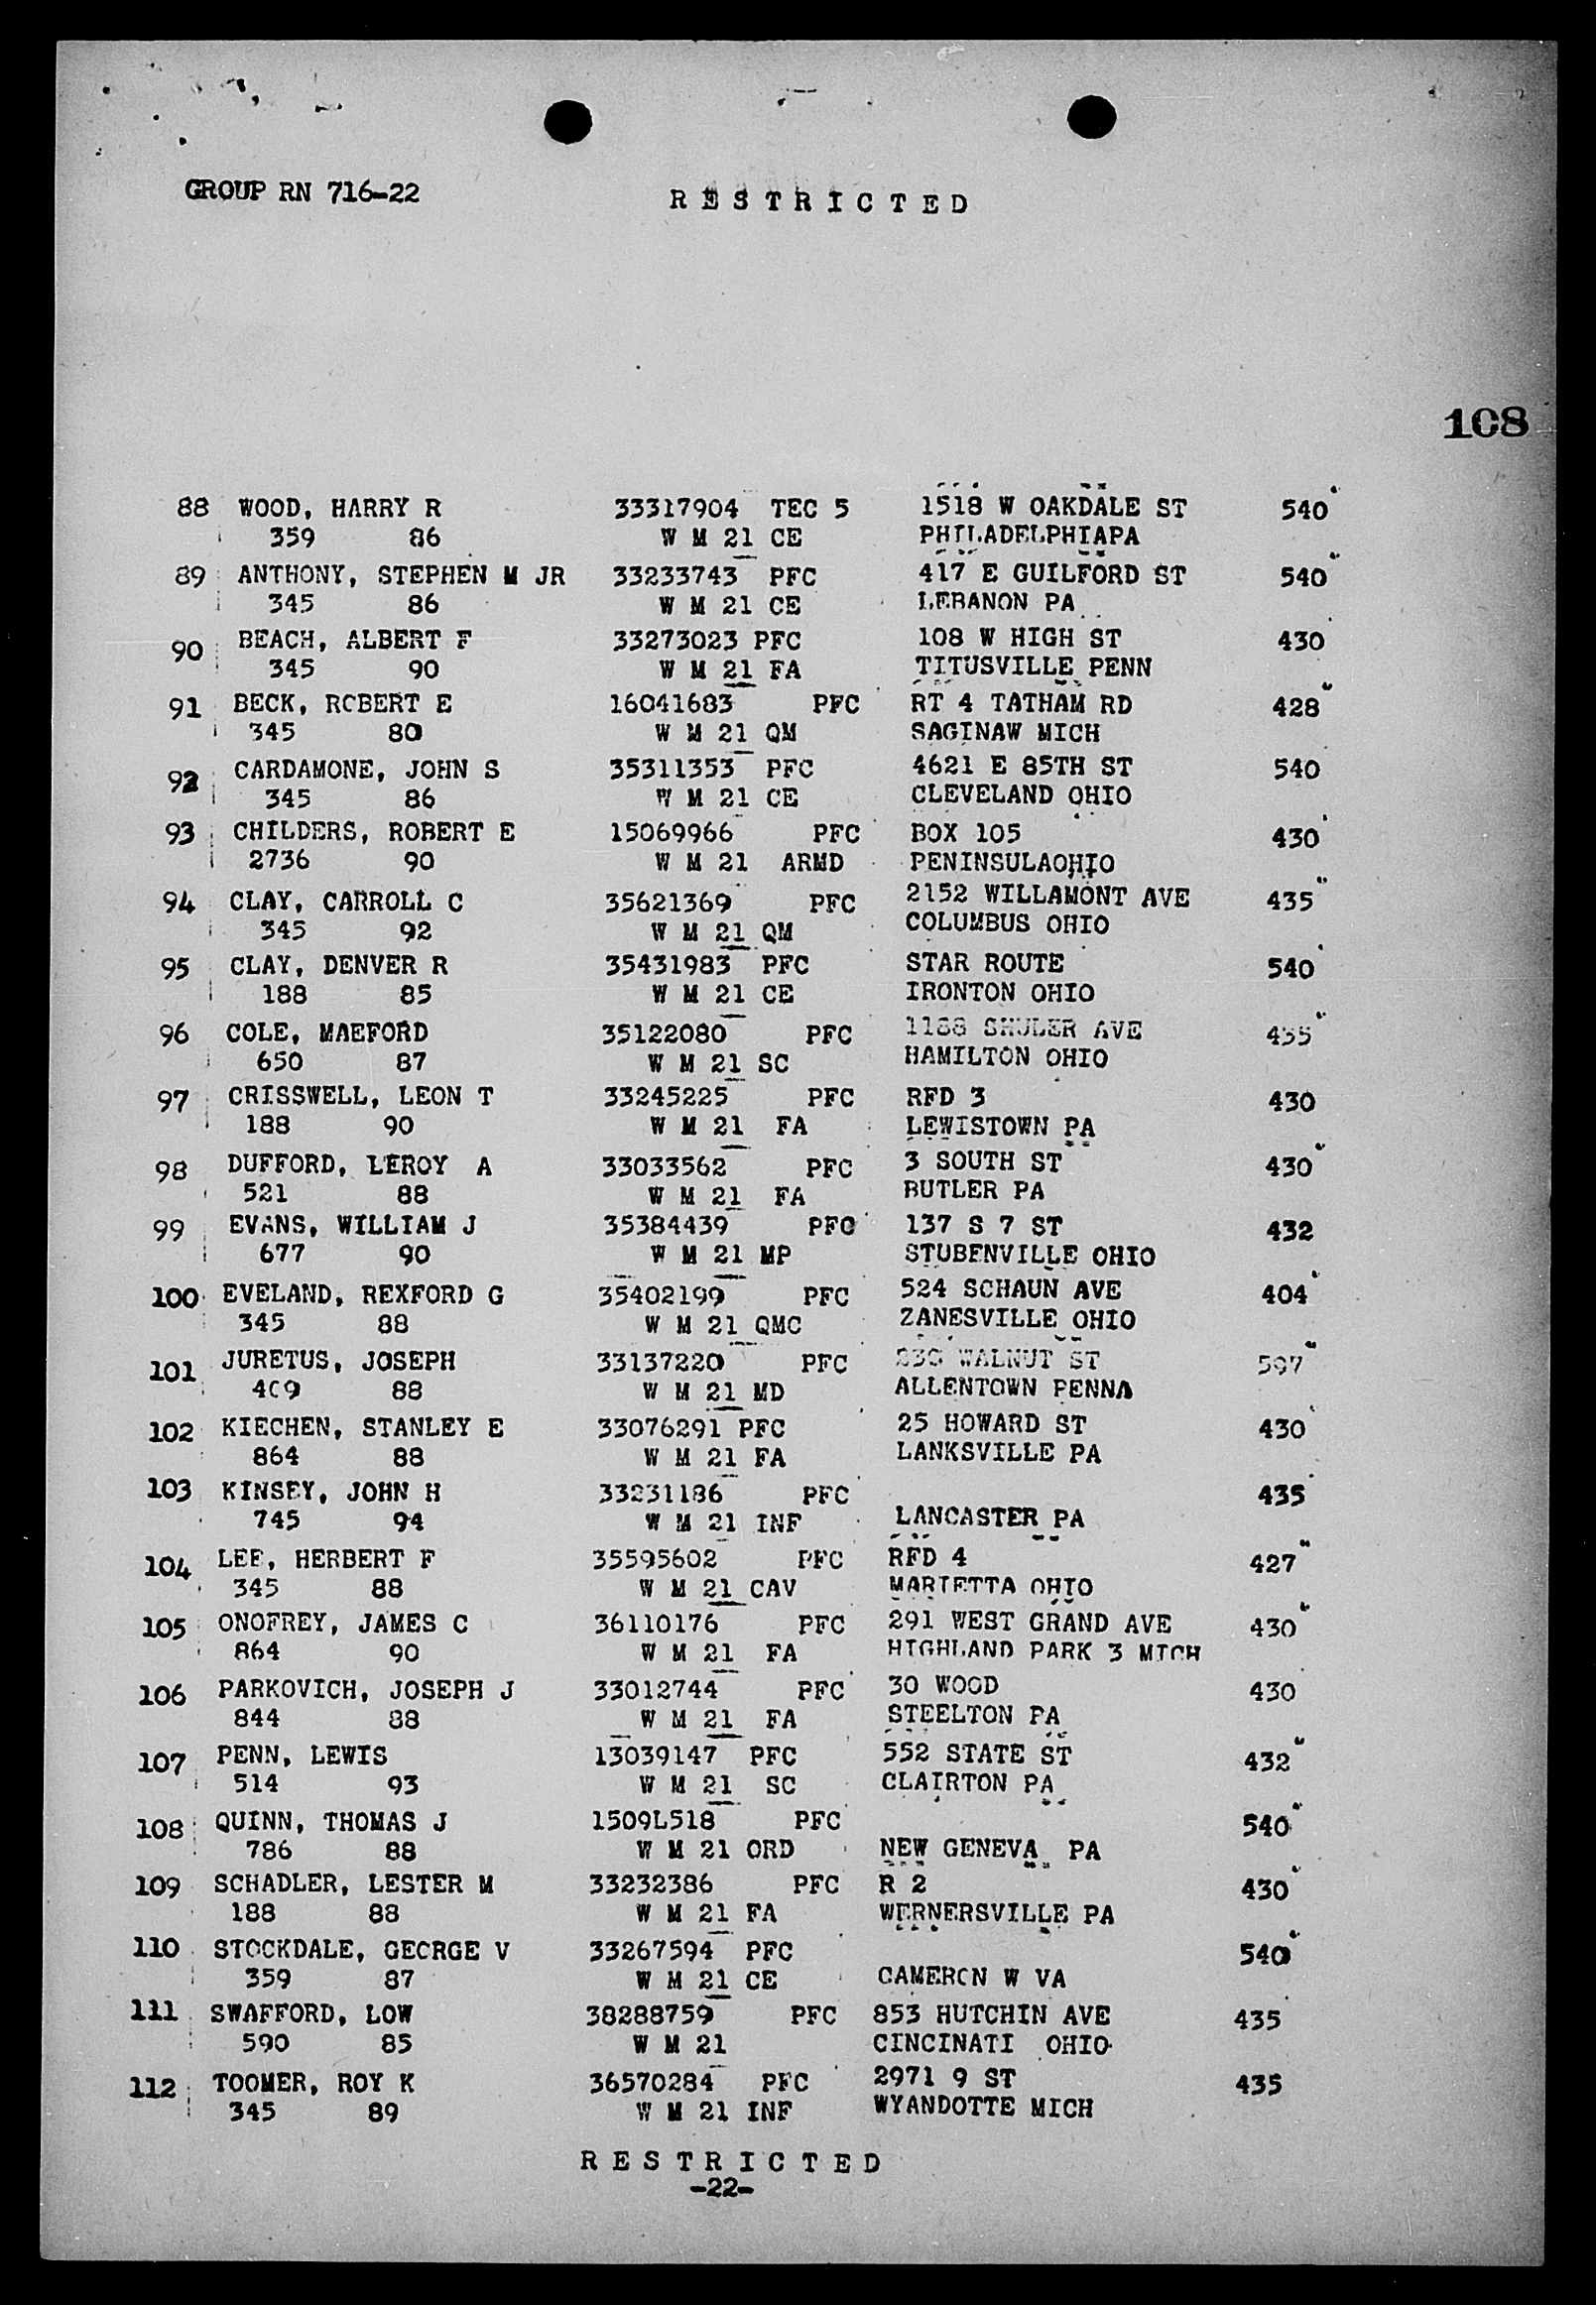 GROUP RN 716-22
R E S T R I C T E D
108
88 WOOD, HARRY R 33317904 TEC 5 1518 W OAKDALE ST 540
359 86 W M 21 CE PHILADELPHIAPA
89 ANTHONY, STEPHEN M JR 33233743 PFC 417 E GUILFORD ST 540
345 86 W M 21 CE LEBANON PA
90 BEACH, ALBERT F 33273023 PFC 108 W HIGH ST 430
345 90 W M 21 FA TITUSVILLE PENN
91 BECK, ROBERT E 16041683 PFC RT 4 TATHAM RD 428
345 80 W M 21 QM SAGINAW MICH
92 CARDAMONE, JOHN S 35311353 PFC 4621 E 85TH ST 540
345 86 W M 21 CE CLEVELAND OHIO
93 CHILDERS, ROBERT E 15069966 PFC BOX 105 430
2736 90 W M 21 ARMD PENINSULAOHIO
94 CLAY, CARROLL C 35621369 PFC 2152 WILLAMONT AVE 435
345 92 W M 21 QM COLUMBUS OHIO
95 CLAY, DENVER R 35431983 PFC STAR ROUTE 540
188 85 W M 21 CE IRONTON OHIO
96 COLE, MAEFORD 35122080 PFC 1188 SHULER AVE 435
650 87 W M 21 SC HAMILTON OHIO
97 CRISSWELL, LEON T 33245225 PFC RFD 3 430
188 90 W M 21 FA LEWISTOWN PA
98 DUFFORD, LEROY A 33033562 PFC 3 SOUTH ST 430
521 88 W M 21 FA BUTLER PA
99 EVANS, WILLIAM J 35384439 PFC 137 S 7 ST 432
677 90 W M 21 MP STUBENVILLE OHIO
100 EVELAND, REXFORD G 35402199 PFC 524 SCHAUN AVE 404
345 88 W M 21 QMC ZANESVILLE OHIO
101 JURETUS, JOSEPH 33137220 PFC WALNUT ST 597
409 88 W M 21 MD ALLENTOWN PENNA
102 KIECHEN, STANLEY E 33076291 PFC 25 HOWARD ST 430
864 88 W M 21 FA LANKSVILLE PA
103 KINSEY, JOHN H 33231186 PFC 435
745 94 W M 21 INF LANCASTER PA
104 LEE, HERBERT F 35595602 PFC RFD 4 427
345 88 W M 21 CAV MARIETTA OHIO
105 ONOFREY, JAMES C 36110176 PFC 291 WEST GRAND AVE 430
864 90 W M 21 FA HIGHLAND PARK 3 MICH
106 PARKOVICH, JOSEPH J 33012744 PFC 30 WOOD 430
844 88 W M 21 FA STEELTON PA
107 PENN, LEWIS 13039147 PFC 552 STATE ST 432
514 93 W M 21 SC CLAIRTON PA
108 QUINN, THOMAS J 1509L518 PFC 540
786 88 W M 21 ORD NEW GENEVA PA
109 SCHADLER, LESTER M 33232386 PFC R 2 430
188 88 W M 21 FA WERNERSVILLE PA
110 STOCKDALE, GEORGE V 33267594 PFC 540
359 87 W M 21 CE CAMERON W VA
111 SWAFFORD, LOW 38288759 PFC 853 HUTCHIN AVE 435
590 85 W M 21 CINCINATI OHIO
112 TOOMER, ROY K 36570284 PFC 2971 9 ST 435
345 89 W M 21 INF WYANDOTTE MICH
R E S T R I C T E D
-22-